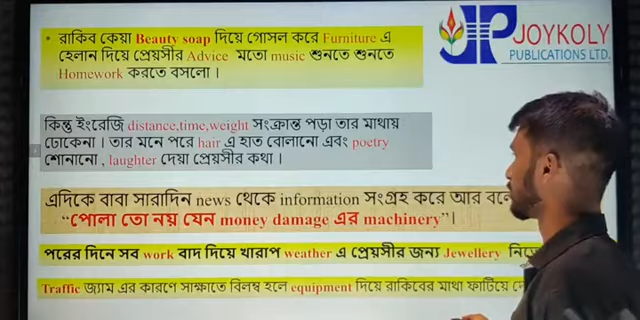 • রাকিব কেয়া Beauty soap দিয়ে গোসল করে Furniture এ
হেলান দিয়ে প্রেয়সীর Advice মতো music শুনতে শুনতে
Homework করতে বসলো ।
JOYKOLY
PUBLICATIONS LTD.
কিন্তু ইংরেজি distance,time,weight সংক্রান্ত পড়া তার মাথায়
ঢোকেনা । তার মনে পরে hair এ হাত বোলানো এবং poetry
শোনানো , laughter দেয়া প্রেয়সীর কথা ।
এদিকে বাবা সারাদিন news থেকে information সংগ্রহ করে আর
“পোলা তো নয় যেন money damage এর machinery”।
পরের দিনে সব work বাদ দিয়ে খারাপ weather এ প্রেয়সীর জন্য Jewellery
Traffic জ্যাম এর কারণে সাক্ষাতে বিলম্ব হলে equipment দিয়ে রাকিবের মাথা ফাটিয়ে